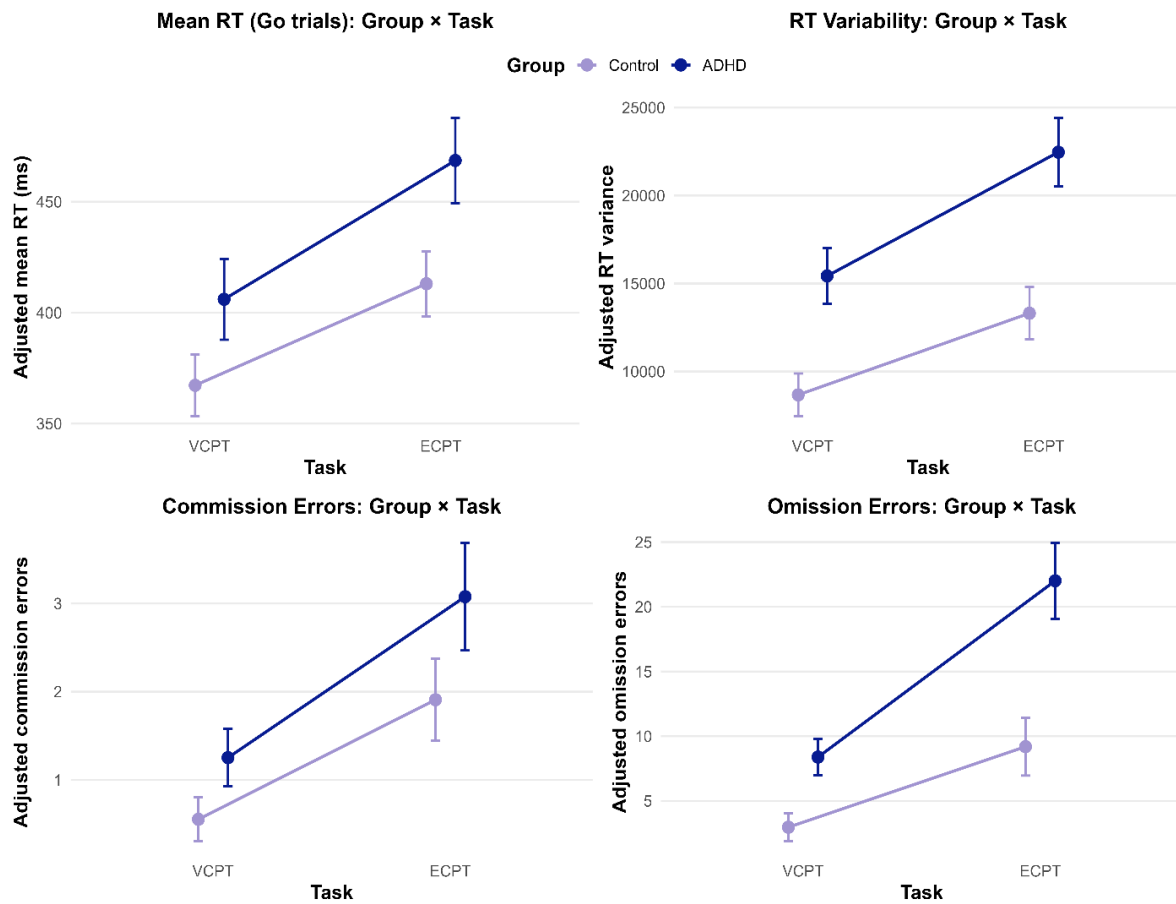 Mean RT (Go trials): Group × Task
RT Variability: Group × Task
Group Control ADHD
Adjusted mean RT (ms)
450
400
350
VCPT ECPT
Task
Adjusted RT variance
25000
20000
15000
10000
VCPT ECPT
Task
Commission Errors: Group × Task
Adjusted commission errors
3
2
1
VCPT ECPT
Task
Omission Errors: Group × Task
Adjusted omission errors
25
20
15
10
5
VCPT ECPT
Task